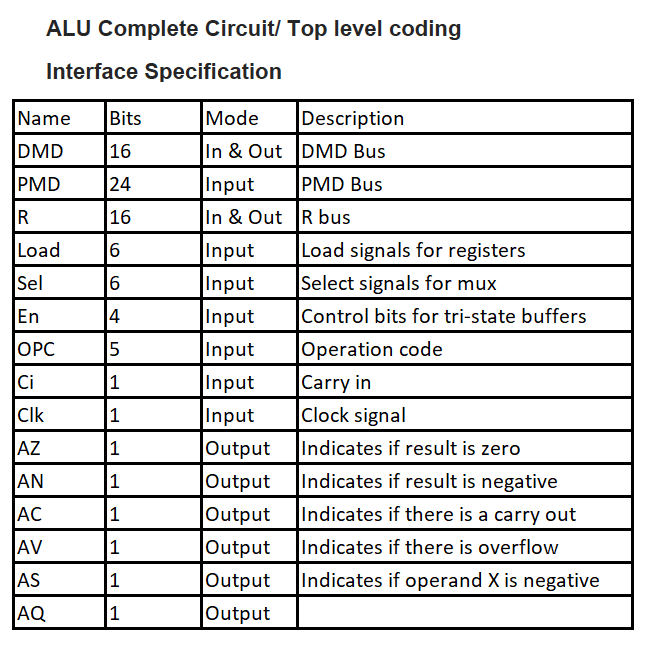 ALU Complete Circuit/ Top level coding
Interface Specification
Name Bits Mode Description
DMD 16 In & Out DMD Bus
PMD 24 Input PMD Bus
R 16 In & Out R bus
Load 6 Input Load signals for registers
Sel 6 Input Select signals for mux
En 4 Input Control bits for tri-state buffers
OPC 5 Input Operation code
Ci 1 Input Carry in
Clk 1 Input Clock signal
AZ 1 Output Indicates if result is zero
AN 1 Output Indicates if result is negative
AC 1 Output Indicates if there is a carry out
AV 1 Output Indicates if there is overflow
AS 1 Output Indicates if operand X is negative
AQ 1 Output